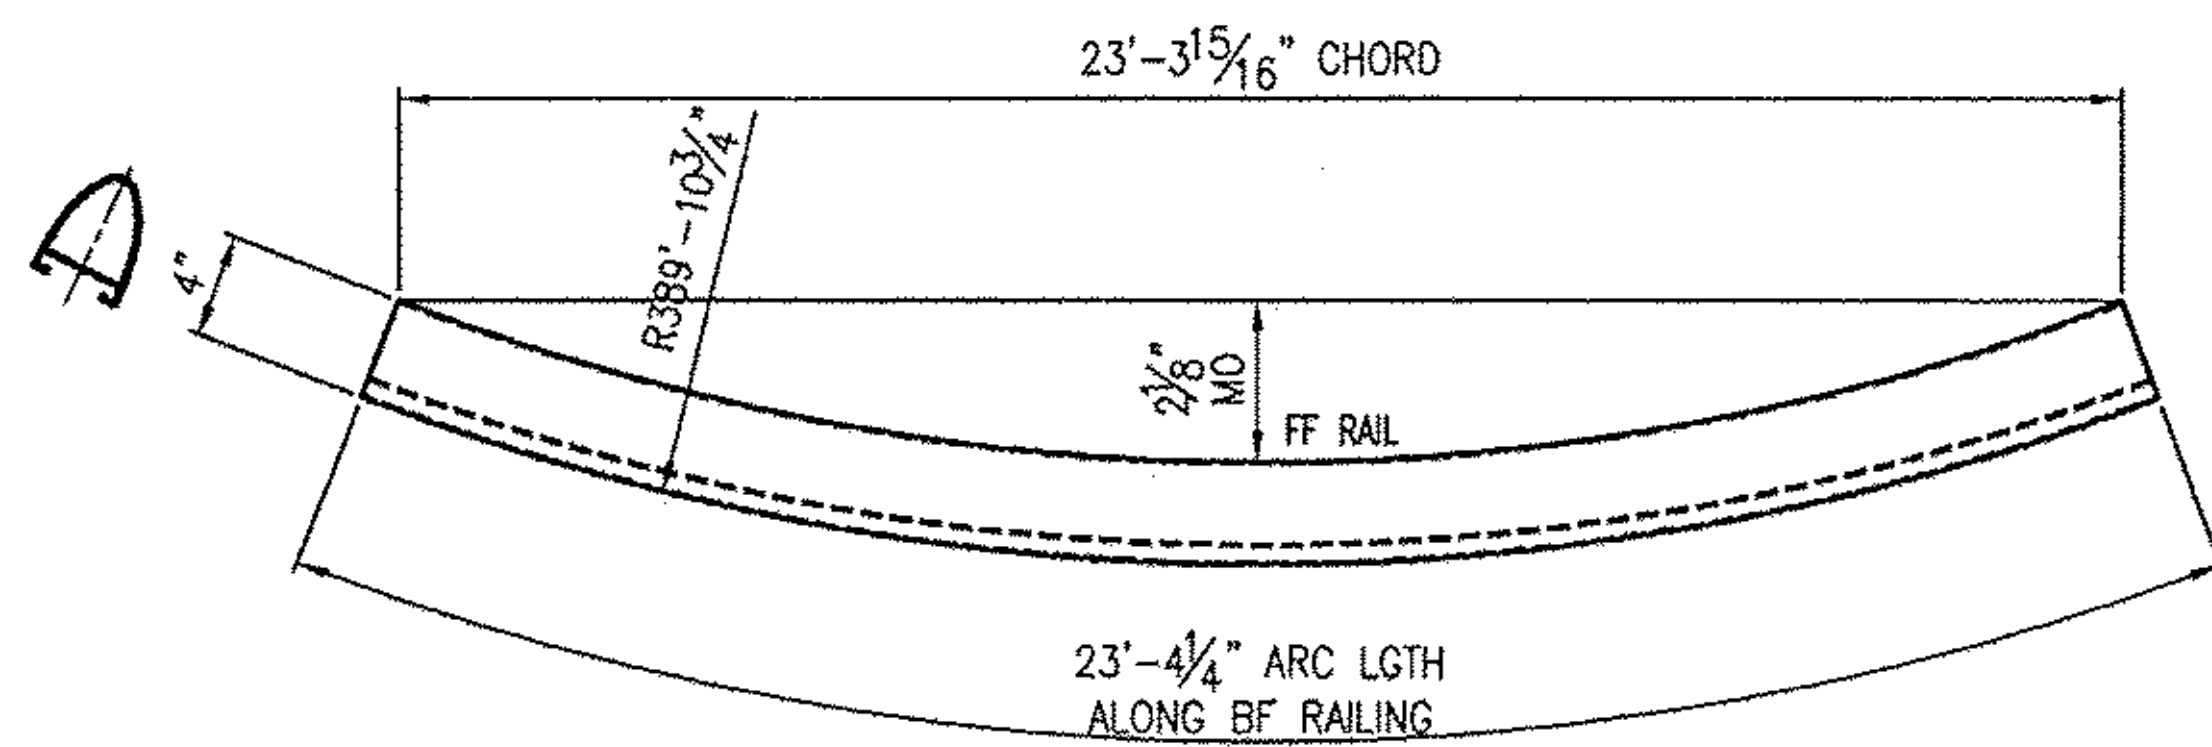 23'-3 15/16" CHORD
R389'-10 3/4"
4"
2 1/8"
MO
FF RAIL
23'-4 1/4" ARC LGTH
ALONG BF RAILING